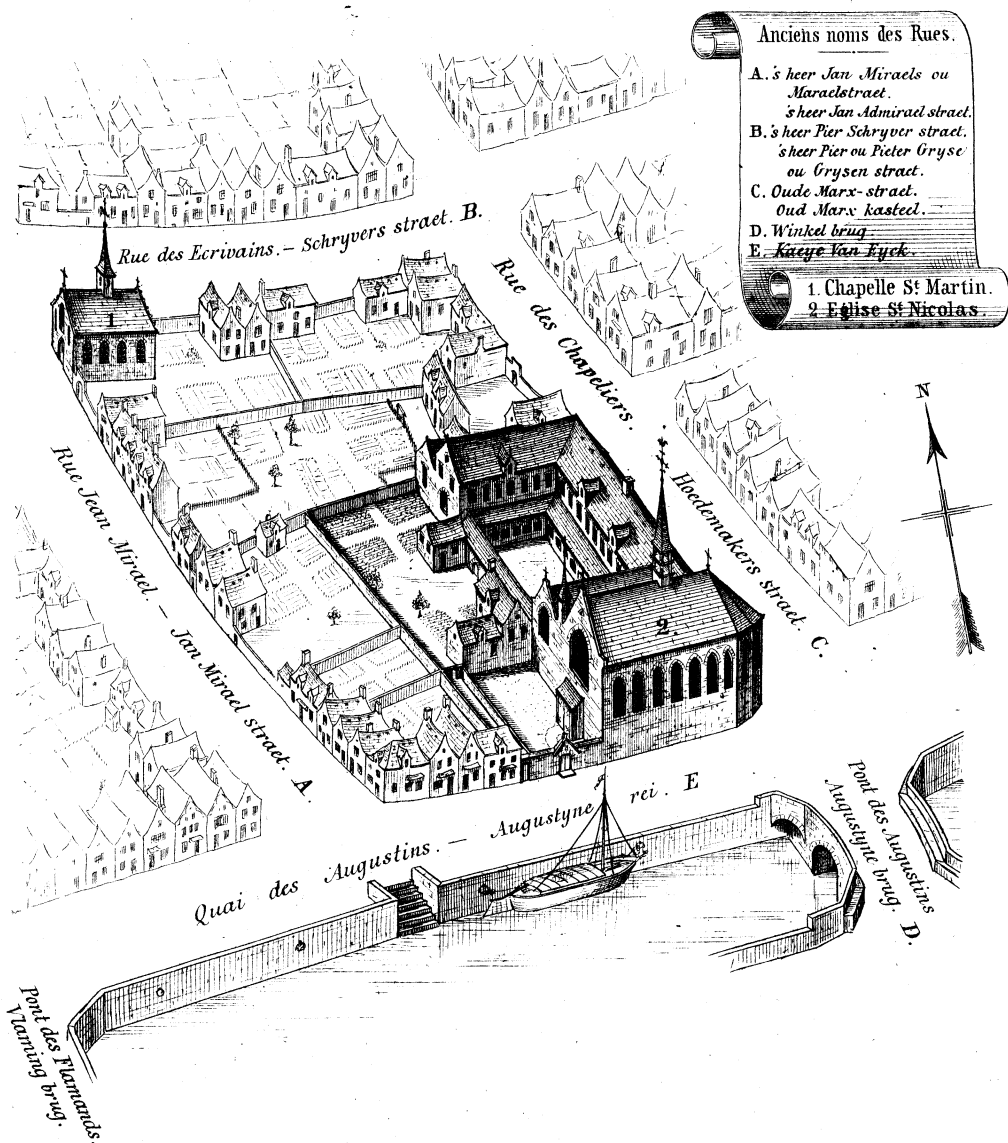 Anciens noms des Rues.
A. 's heer Jan Miraels ou
Maraelstraet.
's heer Jan Admirael straet.
B. 's heer Pier Schryver straet.
's heer Pier ou Pieter Gryse
ou Grysen straet.
C. Oude Marx-straet.
Oud Marx kasteel.
D. Winkel brug.
E. Kaeye Van Eyck.
1. Chapelle St Martin.
2 Eglise St Nicolas.
Rue des Ecrivains. — Schryvers straet. B.
1
Rue des Chapeliers.
Hoedemakers straet. C.
N
Rue Jean Mirael. — Jan Mirael straet. A.
2.
Quai des Augustins. — Augustyne rei. E
Pont des Augustins
Augustyne brug. D.
Pont des Flamands.
Vlaming brug.